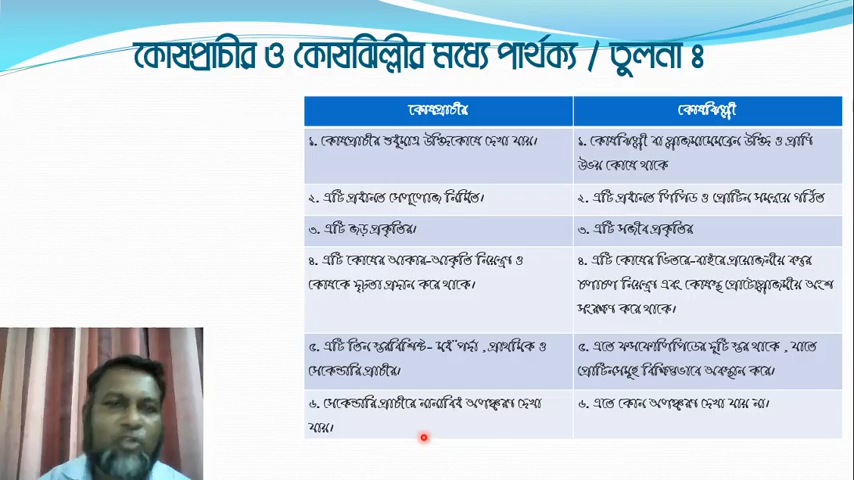 কোষপ্রাচীর ও কোষঝিল্লীর মধ্যে পার্থক্য / তুলনা ঃ
কোষপ্রাচীর
কোষঝিল্লী
১. কোষপ্রাচীর শুধুমাত্র উদ্ভিদকোষে দেখা যায়।
১. কোষঝিল্লী বা প্লাজমামেমব্রেন উদ্ভিদ ও প্রাণি
উভয় কোষে থাকে
২. এটি প্রধানত সেলুলোজ নির্মিত।
২. এটি প্রধানত লিপিড ও প্রোটিন সমন্বয়ে গঠিত
৩. এটি জড় প্রকৃতির।
৩. এটি সজীব প্রকৃতির
৪. এটি কোষের আকার-আকৃতি নিয়ন্ত্রণ ও
কোষকে দৃঢ়তা প্রদান করে থাকে।
৪. এটি কোষের ভিতরে-বাইরে প্রয়োজনীয় বস্তুর
চলাচল নিয়ন্ত্রণ এবং কোষস্থ প্রোটোপ্লাজমীয় অংশ
সংরক্ষণ করে থাকে।
৫. এটি তিন স্তরবিশিষ্ট- মধ্য পর্দা , প্রাথমিক ও
সেকেন্ডারি প্রাচীর।
৫. এতে ফসফোলিপিডের দুটি স্তর থাকে , যাতে
প্রোটিনসমূহ বিক্ষিপ্তভাবে অবস্থান করে।
৬. সেকেন্ডারি প্রাচীরে নানাবিধ অলঙ্করণ দেখা
যায়।
৬. এতে কোন অলঙ্করণ দেখা যায় না।